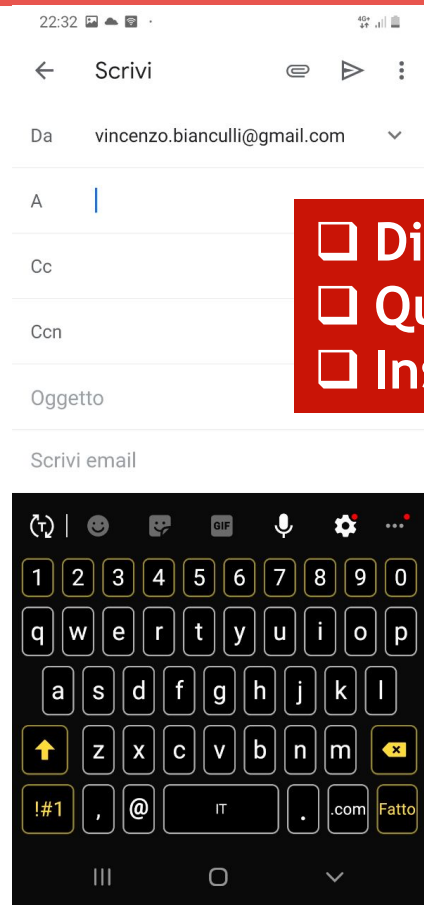 22:32 4G+
Scrivi
Da vincenzo.bianculli@gmail.com
A
Cc
Ccn
Oggetto
Scrivi email
T GIF
1 2 3 4 5 6 7 8 9 0
q w e r t y u i o p
a s d f g h j k l
z x c v b n m
!#1 , @ IT . .com Fatto